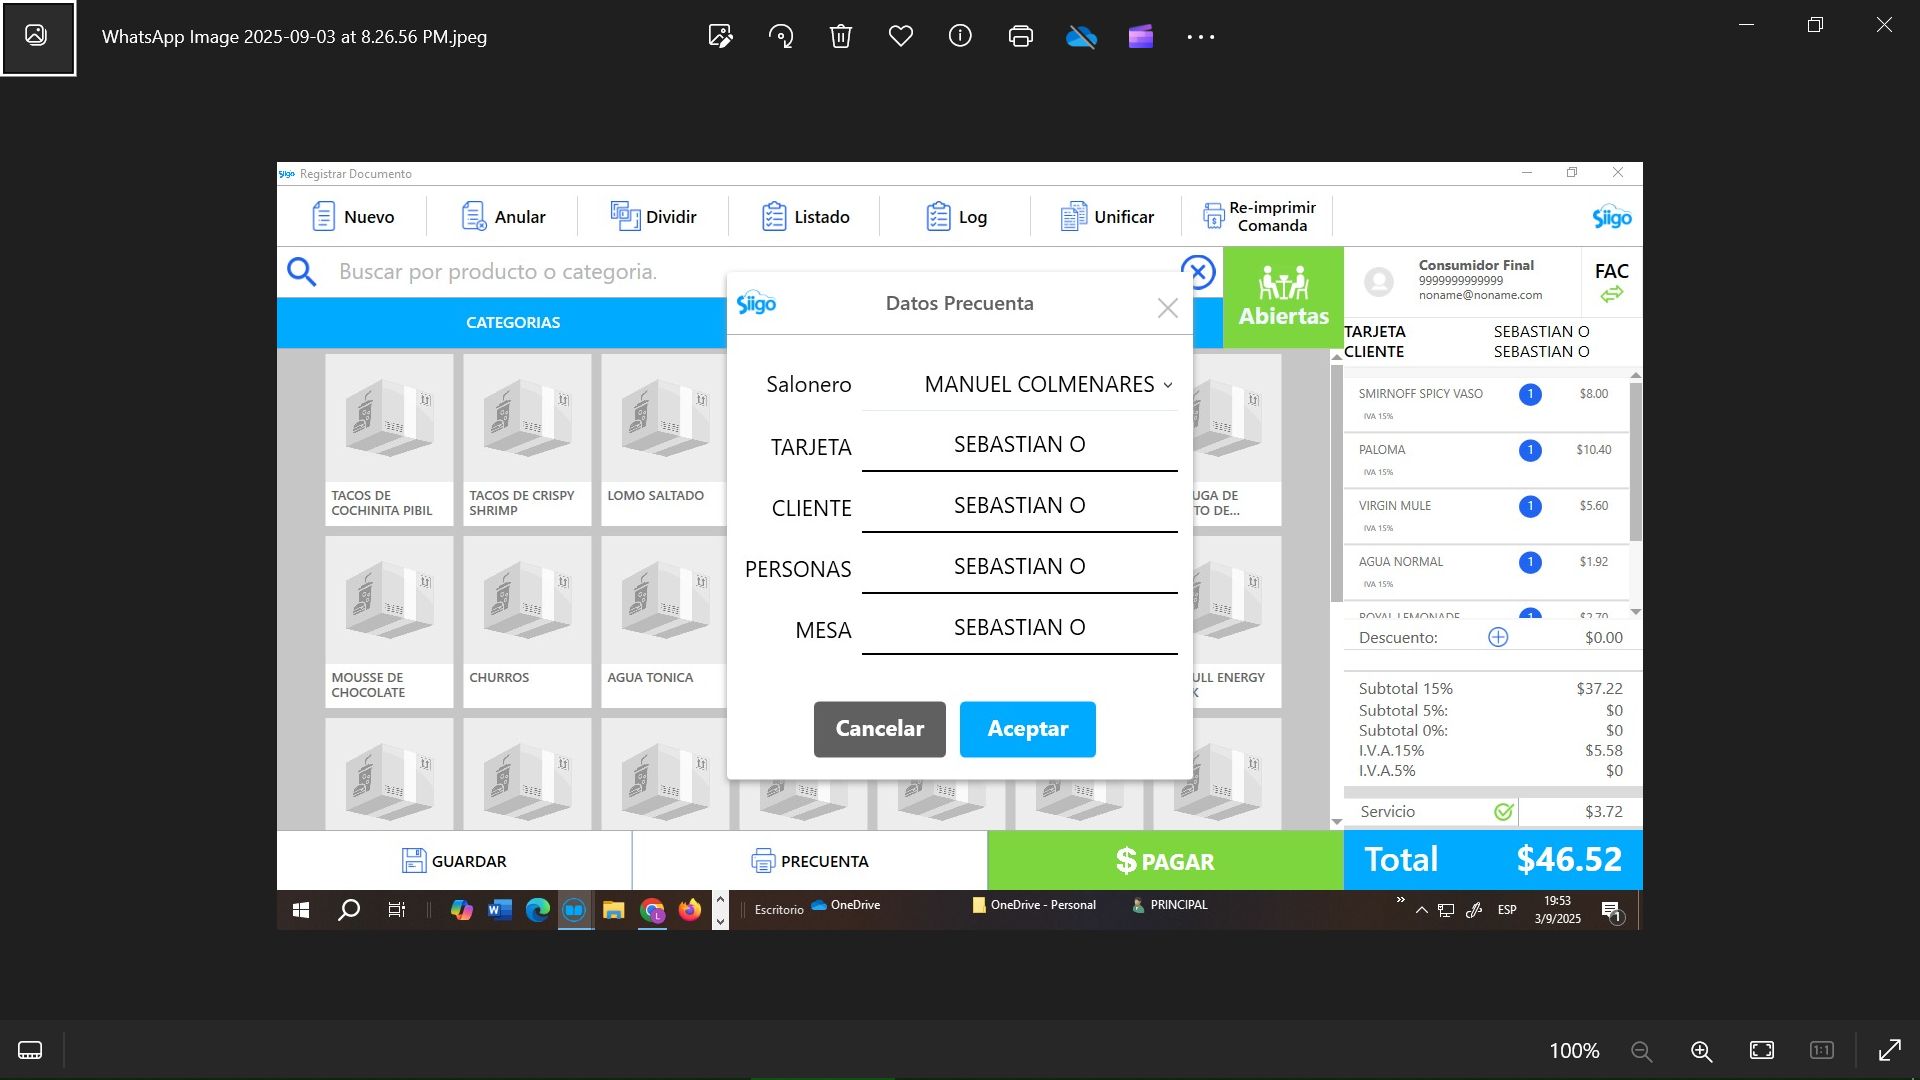 WhatsApp Image 2025-09-03 at 8.26.56 PM.jpeg
Siigo Registrar Documento
Nuevo
Anular
Dividir
Listado
Log
Unificar
Re-imprimir
Comanda
Siigo
Buscar por producto o categoria.
CATEGORIAS
Abiertas
Consumidor Final
9999999999999
noname@noname.com
FAC
TARJETA SEBASTIAN O
CLIENTE SEBASTIAN O
Siigo Datos Precuenta
Salonero MANUEL COLMENARES
TARJETA SEBASTIAN O
CLIENTE SEBASTIAN O
PERSONAS SEBASTIAN O
MESA SEBASTIAN O
Cancelar Aceptar
TACOS DE
COCHINITA PIBIL
TACOS DE CRISPY
SHRIMP
LOMO SALTADO
UGA DE
TO DE...
MOUSSE DE
CHOCOLATE
CHURROS
AGUA TONICA
ULL ENERGY
SMIRNOFF SPICY VASO 1 $8.00
IVA 15%
PALOMA 1 $10.40
IVA 15%
VIRGIN MULE 1 $5.60
IVA 15%
AGUA NORMAL 1 $1.92
IVA 15%
ROYAL LEMONADE 1 $2.70
Descuento: $0.00
Subtotal 15% $37.22
Subtotal 5%: $0
Subtotal 0%: $0
I.V.A.15% $5.58
I.V.A.5% $0
Servicio $3.72
GUARDAR
PRECUENTA
$ PAGAR
Total $46.52
Escritorio
OneDrive
OneDrive - Personal
PRINCIPAL
ESP
19:53
3/9/2025
1
100%
1:1